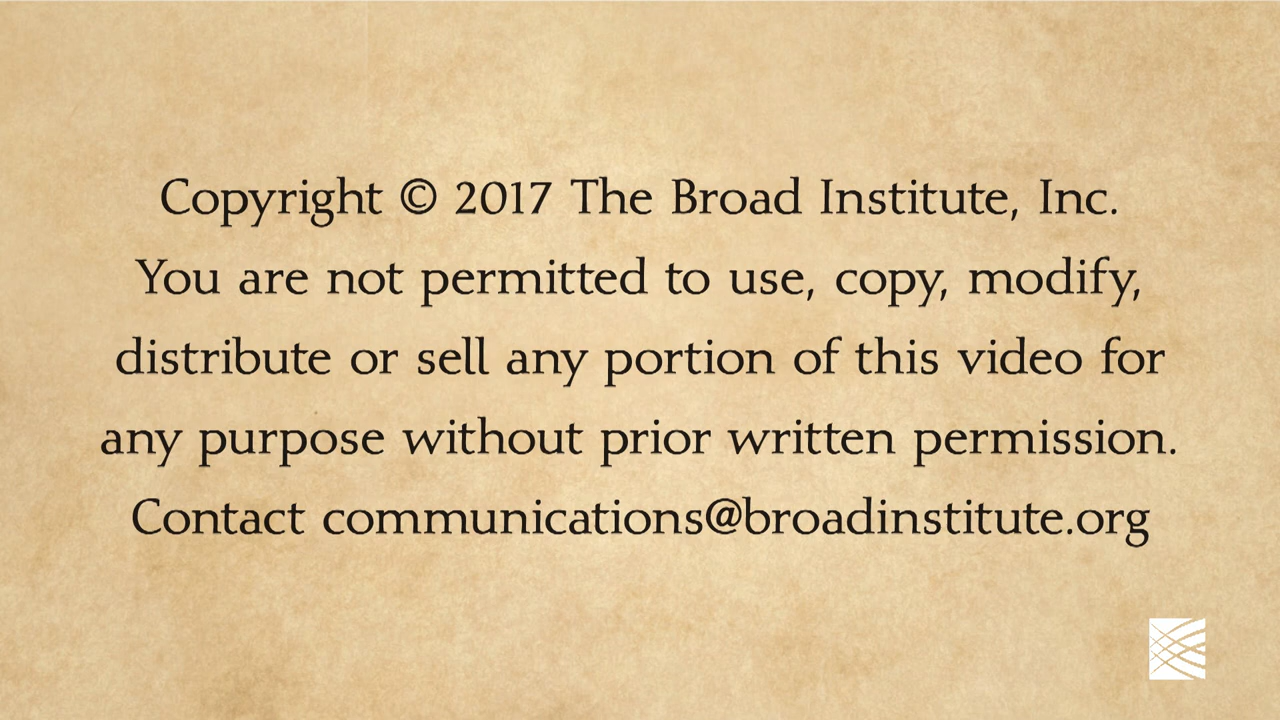 Copyright © 2017 The Broad Institute, Inc.
You are not permitted to use, copy, modify,
distribute or sell any portion of this video for
any purpose without prior written permission.
Contact communications@broadinstitute.org